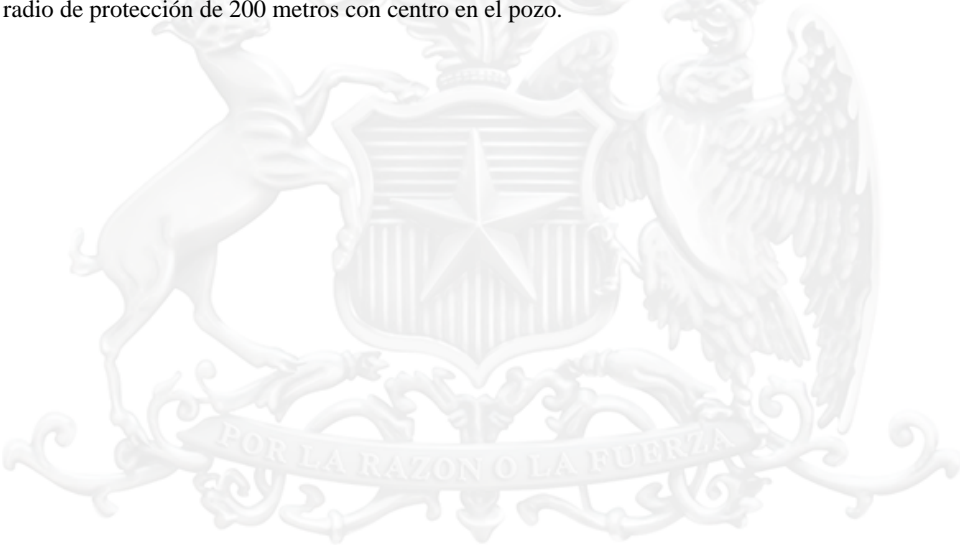 radio de protección de 200 metros con centro en el pozo.
POR LA RAZON O LA FUERZA